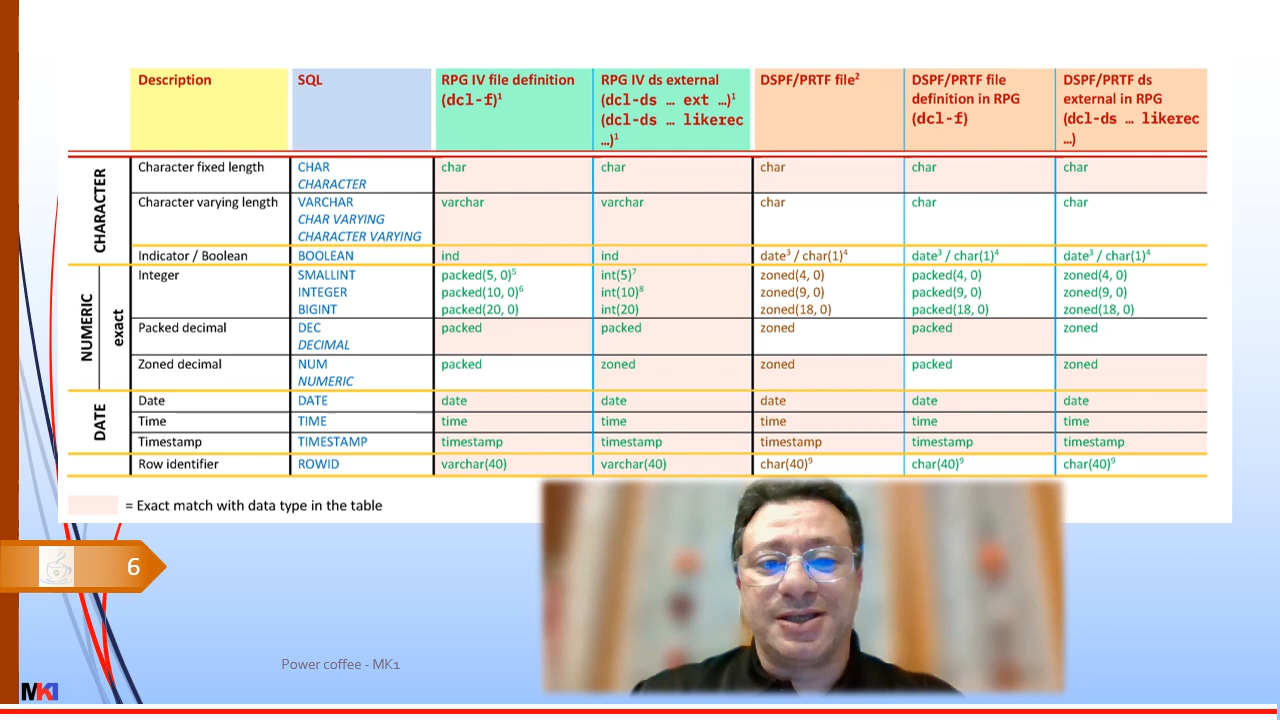 Description SQL RPG IV file definition (dcl-f)¹ RPG IV ds external (dcl-ds … ext …)¹ (dcl-ds … likerec …)¹ DSPF/PRTF file² DSPF/PRTF file definition in RPG (dcl-f) DSPF/PRTF ds external in RPG (dcl-ds … likerec …)
CHARACTER
Character fixed length CHAR char char char char char
CHARACTER
Character varying length VARCHAR varchar varchar char char char
CHAR VARYING
CHARACTER VARYING
Indicator / Boolean BOOLEAN ind ind date³ / char(1)⁴ date³ / char(1)⁴ date³ / char(1)⁴
NUMERIC
exact
Integer SMALLINT packed(5, 0)⁵ int(5)⁷ zoned(4, 0) packed(4, 0) zoned(4, 0)
INTEGER packed(10, 0)⁶ int(10)⁸ zoned(9, 0) packed(9, 0) zoned(9, 0)
BIGINT packed(20, 0) int(20) zoned(18, 0) packed(18, 0) zoned(18, 0)
Packed decimal DEC packed packed zoned packed zoned
DECIMAL
Zoned decimal NUM packed zoned zoned packed zoned
NUMERIC
DATE
Date DATE date date date date date
Time TIME time time time time time
Timestamp TIMESTAMP timestamp timestamp timestamp timestamp timestamp
Row identifier ROWID varchar(40) varchar(40) char(40)⁹ char(40)⁹ char(40)⁹
= Exact match with data type in the table
6
Power coffee - MK1
MK1